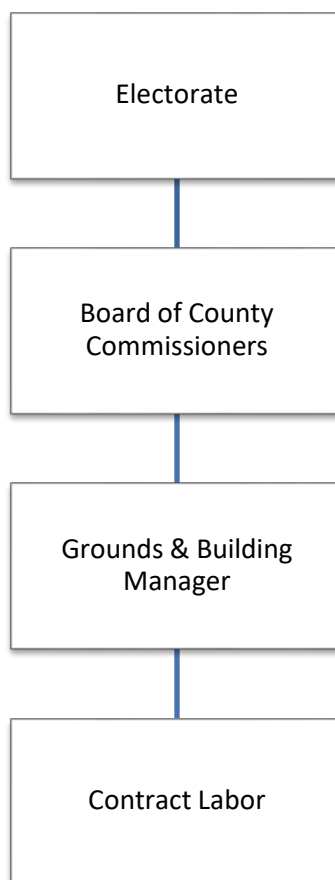 Electorate
Board of County
Commissioners
Grounds & Building
Manager
Contract Labor